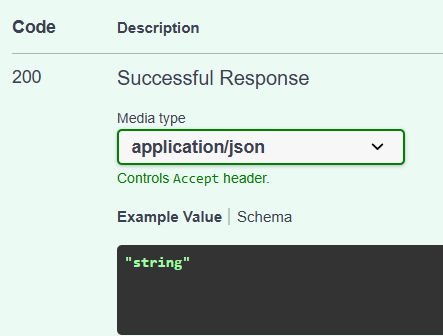 Code Description
200 Successful Response
Media type
application/json
Controls Accept header.
Example Value Schema
"string"